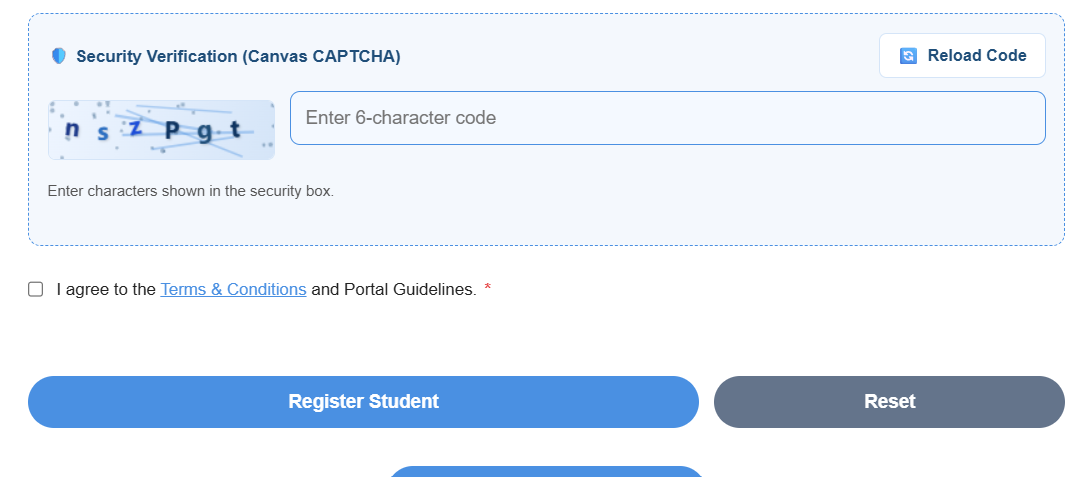 Security Verification (Canvas CAPTCHA)
Reload Code
n s z P g t
Enter 6-character code
Enter characters shown in the security box.
I agree to the Terms & Conditions and Portal Guidelines. *
Register Student
Reset